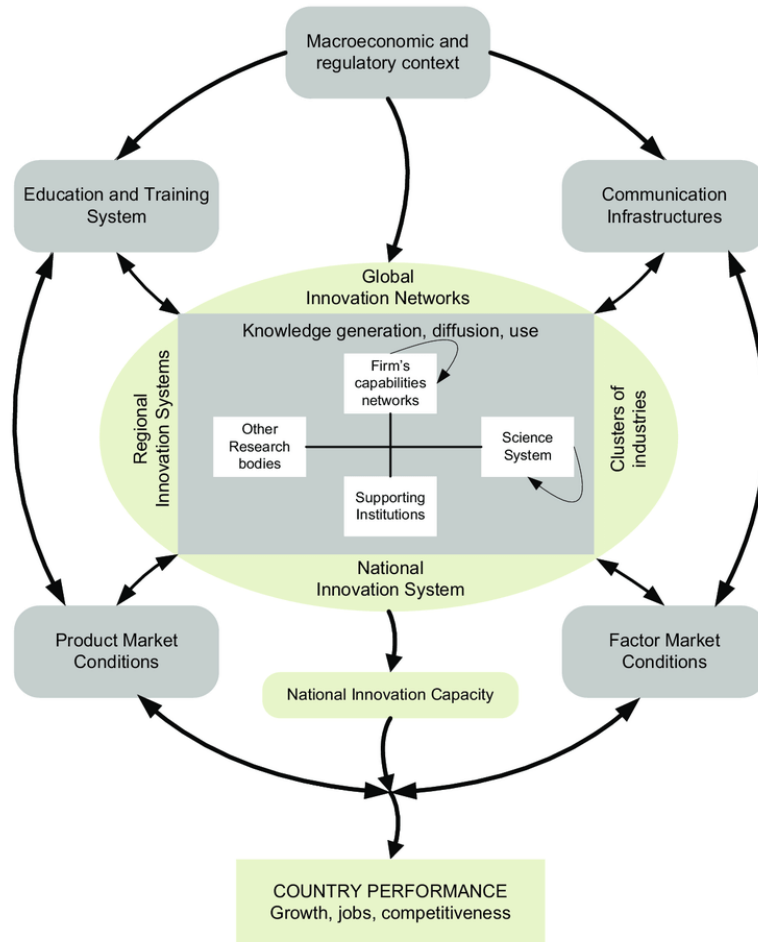 Macroeconomic and
regulatory context
Education and Training
System
Communication
Infrastructures
Global
Innovation Networks
Knowledge generation, diffusion, use
Regional
Innovation Systems
Firm's
capabilities
networks
Other
Research
bodies
Science
System
Clusters of
industries
Supporting
Institutions
National
Innovation System
Product Market
Conditions
Factor Market
Conditions
National Innovation Capacity
COUNTRY PERFORMANCE
Growth, jobs, competitiveness